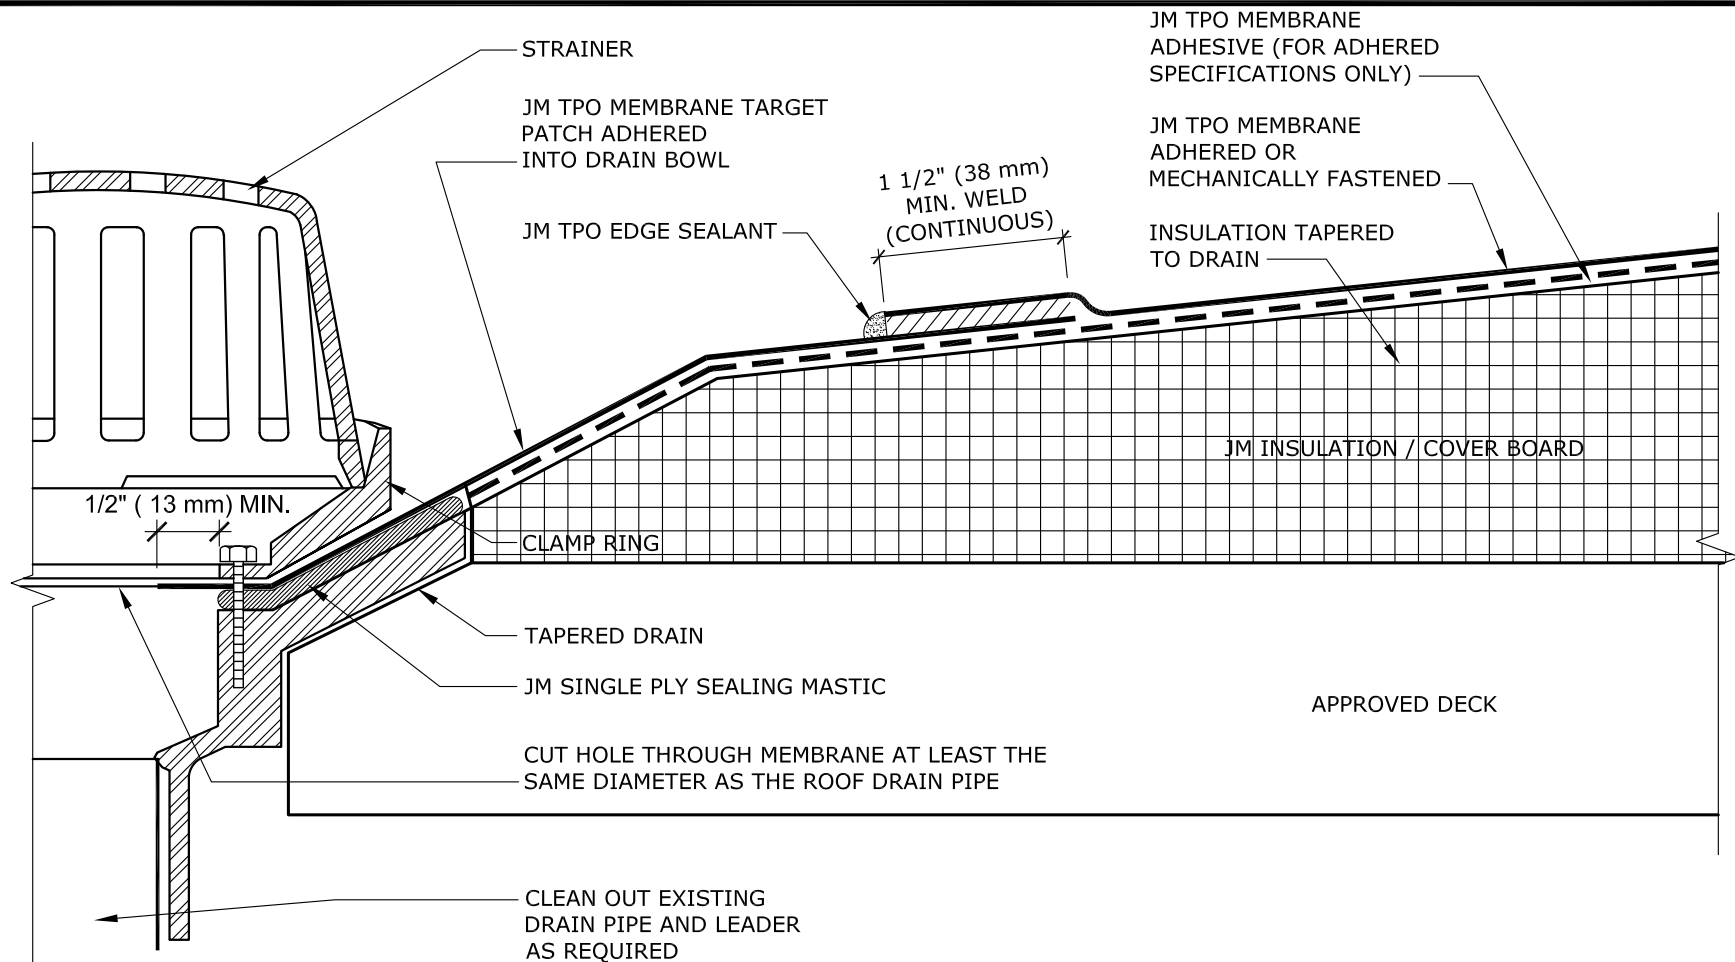 STRAINER
JM TPO MEMBRANE TARGET
PATCH ADHERED
INTO DRAIN BOWL
JM TPO EDGE SEALANT
1 1/2" (38 mm)
MIN. WELD
(CONTINUOUS)
JM TPO MEMBRANE
ADHESIVE (FOR ADHERED
SPECIFICATIONS ONLY)
JM TPO MEMBRANE
ADHERED OR
MECHANICALLY FASTENED
INSULATION TAPERED
TO DRAIN
JM INSULATION / COVER BOARD
1/2" ( 13 mm) MIN.
CLAMP RING
TAPERED DRAIN
JM SINGLE PLY SEALING MASTIC
APPROVED DECK
CUT HOLE THROUGH MEMBRANE AT LEAST THE
SAME DIAMETER AS THE ROOF DRAIN PIPE
CLEAN OUT EXISTING
DRAIN PIPE AND LEADER
AS REQUIRED